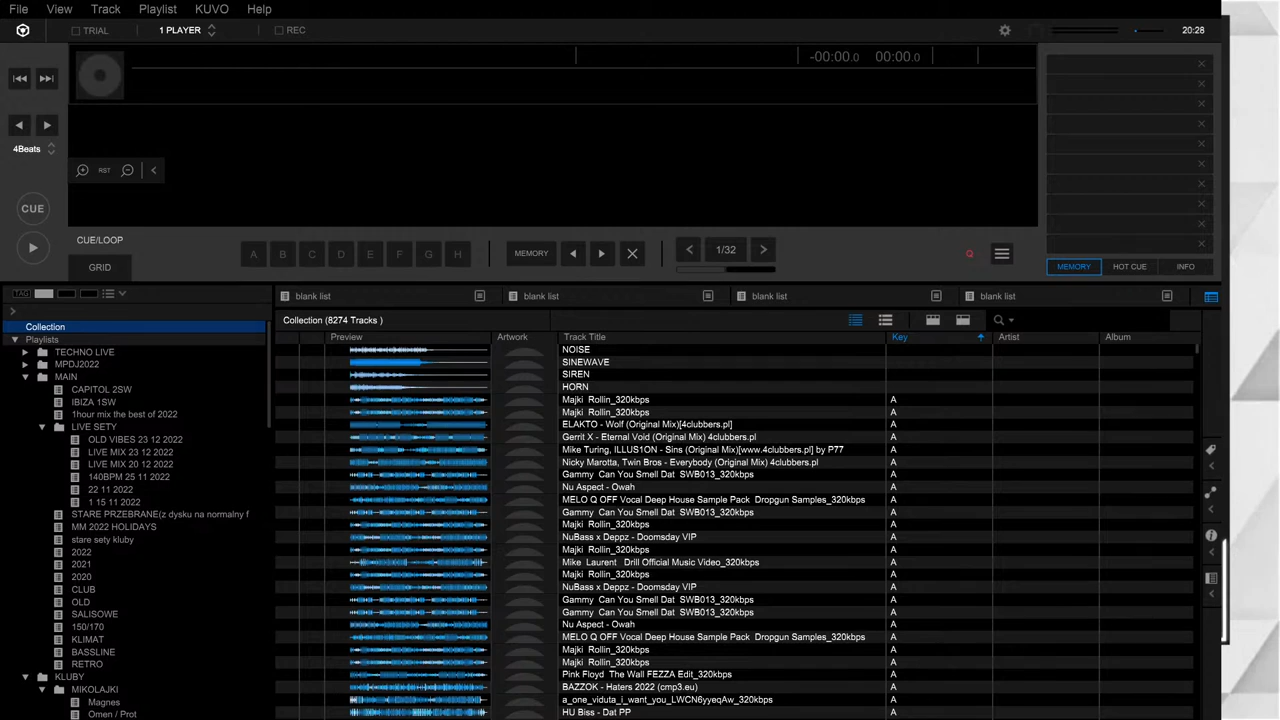 File View Track Playlist KUVO Help
TRIAL 1 PLAYER REC 20:28
-00:00.0 00:00.0
4Beats
RST
CUE
CUE/LOOP
A B C D E F G H MEMORY 1/32 Q
GRID MEMORY HOT CUE INFO
TAG blank list blank list blank list blank list
Collection (8274 Tracks )
Preview Artwork Track Title Key Artist Album
Collection
Playlists
TECHNO LIVE
MPDJ2022
MAIN
CAPITOL 2SW
IBIZA 1SW
1hour mix the best of 2022
LIVE SETY
OLD VIBES 23 12 2022
LIVE MIX 23 12 2022
LIVE MIX 20 12 2022
140BPM 25 11 2022
22 11 2022
1 15 11 2022
STARE PRZEBRANE(z dysku na normalny f
MM 2022 HOLIDAYS
stare sety kluby
2022
2021
2020
CLUB
OLD
SALISOWE
150/170
KLIMAT
BASSLINE
RETRO
KLUBY
MIKOLAJKI
Magnes
Omen / Prot
NOISE
SINEWAVE
SIREN
HORN
Majki Rollin_320kbps A
Majki Rollin_320kbps A
ELAKTO - Wolf (Original Mix)[4clubbers.pl] A
Gerrit X - Eternal Void (Original Mix) 4clubbers.pl A
Mike Turing, ILLUS1ON - Sins (Original Mix)[www.4clubbers.pl] by P77 A
Nicky Marotta, Twin Bros - Everybody (Original Mix) 4clubbers.pl A
Gammy Can You Smell Dat SWB013_320kbps A
Nu Aspect - Owah A
MELO Q OFF Vocal Deep House Sample Pack Dropgun Samples_320kbps A
Gammy Can You Smell Dat SWB013_320kbps A
Majki Rollin_320kbps A
NuBass x Deppz - Doomsday VIP A
Majki Rollin_320kbps A
Mike Laurent Drill Official Music Video_320kbps A
Majki Rollin_320kbps A
NuBass x Deppz - Doomsday VIP A
Gammy Can You Smell Dat SWB013_320kbps A
Gammy Can You Smell Dat SWB013_320kbps A
Nu Aspect - Owah A
MELO Q OFF Vocal Deep House Sample Pack Dropgun Samples_320kbps A
Majki Rollin_320kbps A
Majki Rollin_320kbps A
Pink Floyd The Wall FEZZA Edit_320kbps A
BAZZOK - Haters 2022 (cmp3.eu) A
a_one_viduta_i_want_you_LWCN6yyeqAw_320kbps A
HU Biss - Dat PP A